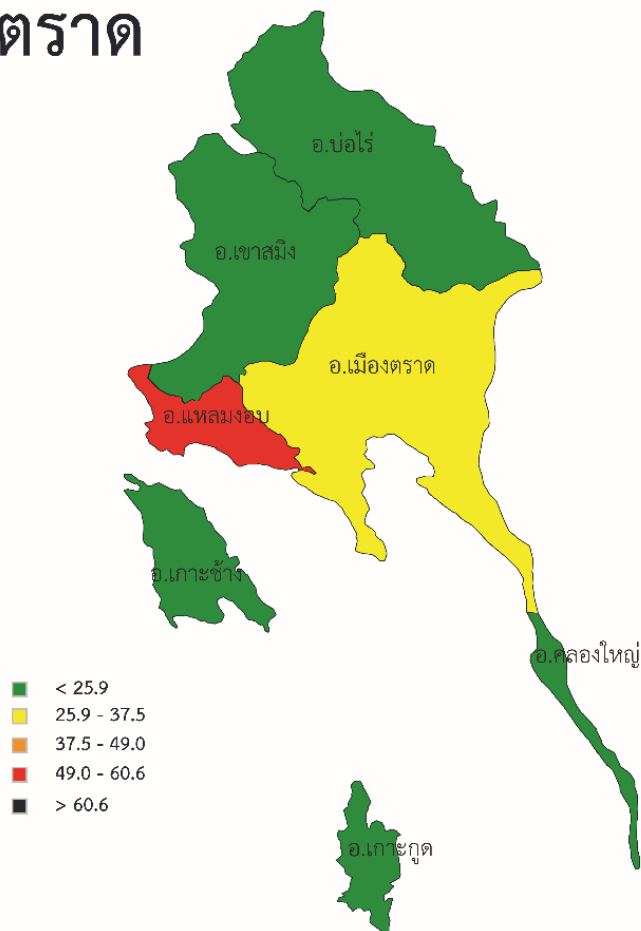 ตราด
อ.บ่อไร่
อ.เขาสมิง
อ.เมืองตราด
อ.แหลมงอบ
อ.เกาะช้าง
อ.คลองใหญ่
< 25.9
25.9 - 37.5
37.5 - 49.0
49.0 - 60.6
> 60.6
อ.เกาะกูด